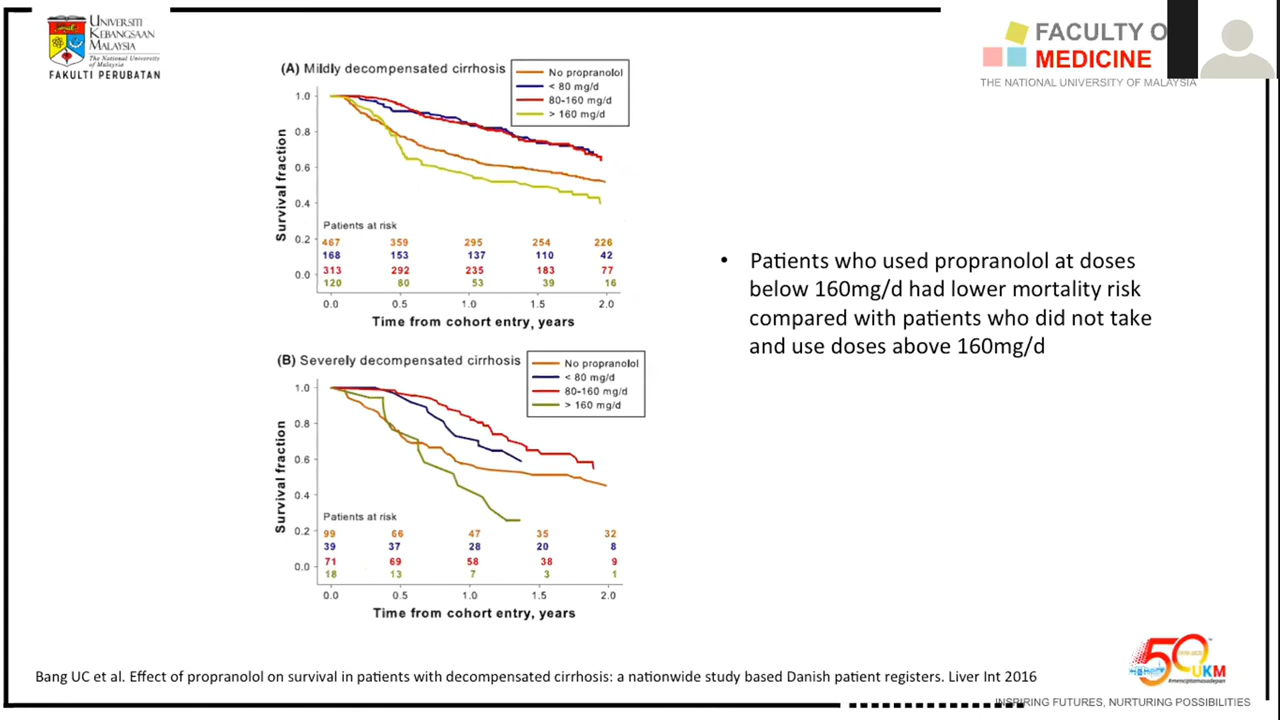 UNIVERSITI
KEBANGSAAN
MALAYSIA
The National University
of Malaysia
FAKULTI PERUBATAN
FACULTY O
MEDICINE
THE NATIONAL UNIVERSITY OF MALAYSIA
(A) Mildly decompensated cirrhosis
No propranolol
< 80 mg/d
80-160 mg/d
> 160 mg/d
Survival fraction
1.0
0.8
0.6
0.4
0.2
0.0
Patients at risk
467 359 295 254 226
168 153 137 110 42
313 292 235 183 77
120 80 53 39 16
0.0 0.5 1.0 1.5 2.0
Time from cohort entry, years
(B) Severely decompensated cirrhosis
No propranolol
< 80 mg/d
80-160 mg/d
> 160 mg/d
Survival fraction
1.0
0.8
0.6
0.4
0.2
0.0
Patients at risk
99 66 47 35 32
39 37 28 20 8
71 69 58 38 9
18 13 7 3 1
0.0 0.5 1.0 1.5 2.0
Time from cohort entry, years
• Patients who used propranolol at doses
below 160mg/d had lower mortality risk
compared with patients who did not take
and use doses above 160mg/d
Bang UC et al. Effect of propranolol on survival in patients with decompensated cirrhosis: a nationwide study based Danish patient registers. Liver Int 2016
50
UKM
INSPIRING FUTURES, NURTURING POSSIBILITIES